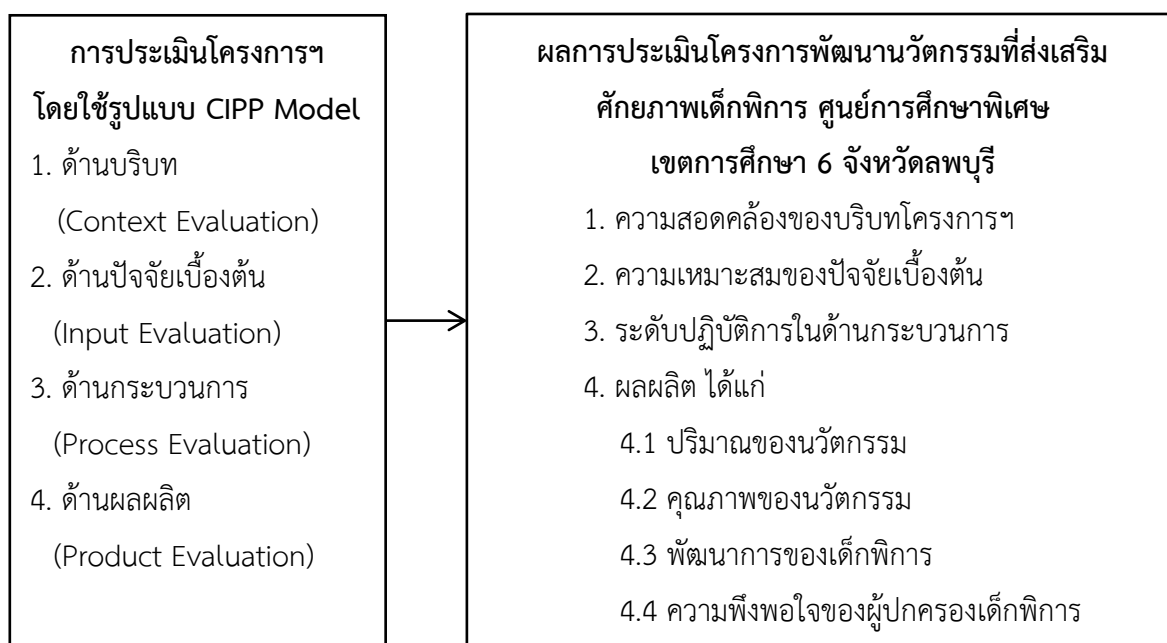 การประเมินโครงการฯ
โดยใช้รูปแบบ CIPP Model
1. ด้านบริบท
(Context Evaluation)
2. ด้านปัจจัยเบื้องต้น
(Input Evaluation)
3. ด้านกระบวนการ
(Process Evaluation)
4. ด้านผลผลิต
(Product Evaluation)
ผลการประเมินโครงการพัฒนานวัตกรรมที่ส่งเสริม
ศักยภาพเด็กพิการ ศูนย์การศึกษาพิเศษ
เขตการศึกษา 6 จังหวัดลพบุรี
1. ความสอดคล้องของบริบทโครงการฯ
2. ความเหมาะสมของปัจจัยเบื้องต้น
3. ระดับปฏิบัติการในด้านกระบวนการ
4. ผลผลิต ได้แก่
4.1 ปริมาณของนวัตกรรม
4.2 คุณภาพของนวัตกรรม
4.3 พัฒนาการของเด็กพิการ
4.4 ความพึงพอใจของผู้ปกครองเด็กพิการ